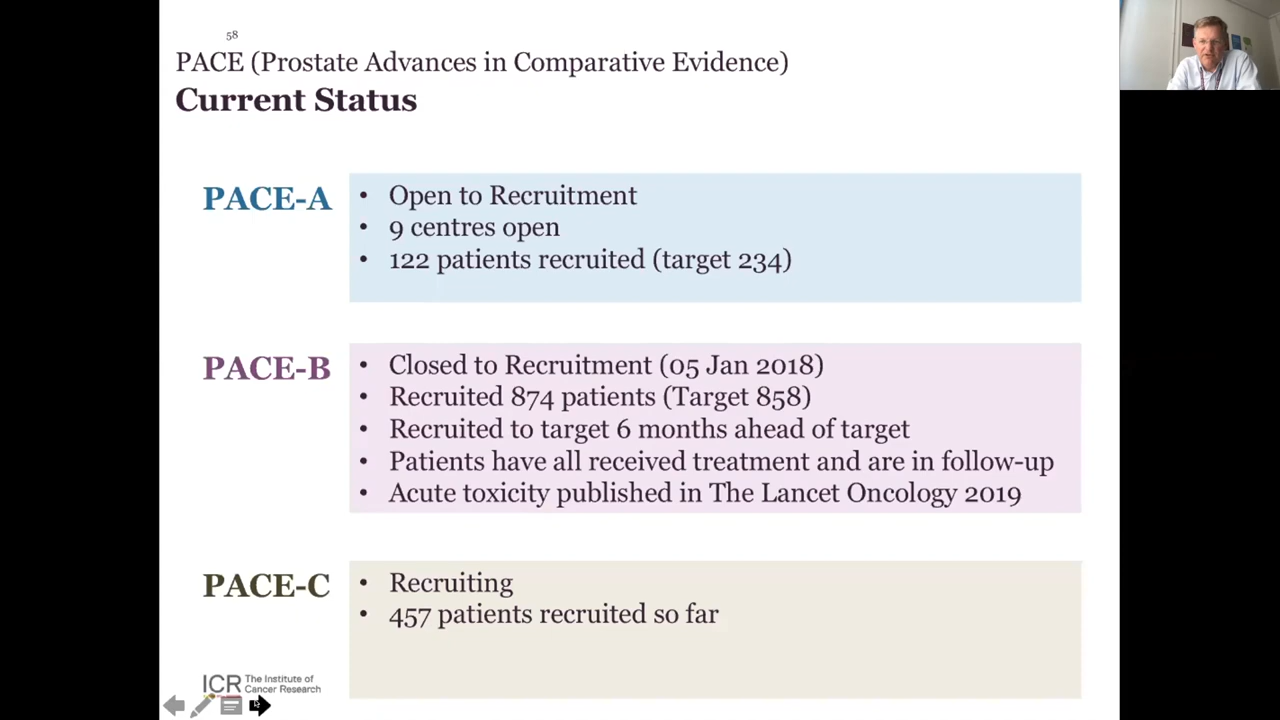 58
PACE (Prostate Advances in Comparative Evidence)
Current Status
PACE-A
• Open to Recruitment
• 9 centres open
• 122 patients recruited (target 234)
PACE-B
• Closed to Recruitment (05 Jan 2018)
• Recruited 874 patients (Target 858)
• Recruited to target 6 months ahead of target
• Patients have all received treatment and are in follow-up
• Acute toxicity published in The Lancet Oncology 2019
PACE-C
• Recruiting
• 457 patients recruited so far
ICR The Institute of
Cancer Research